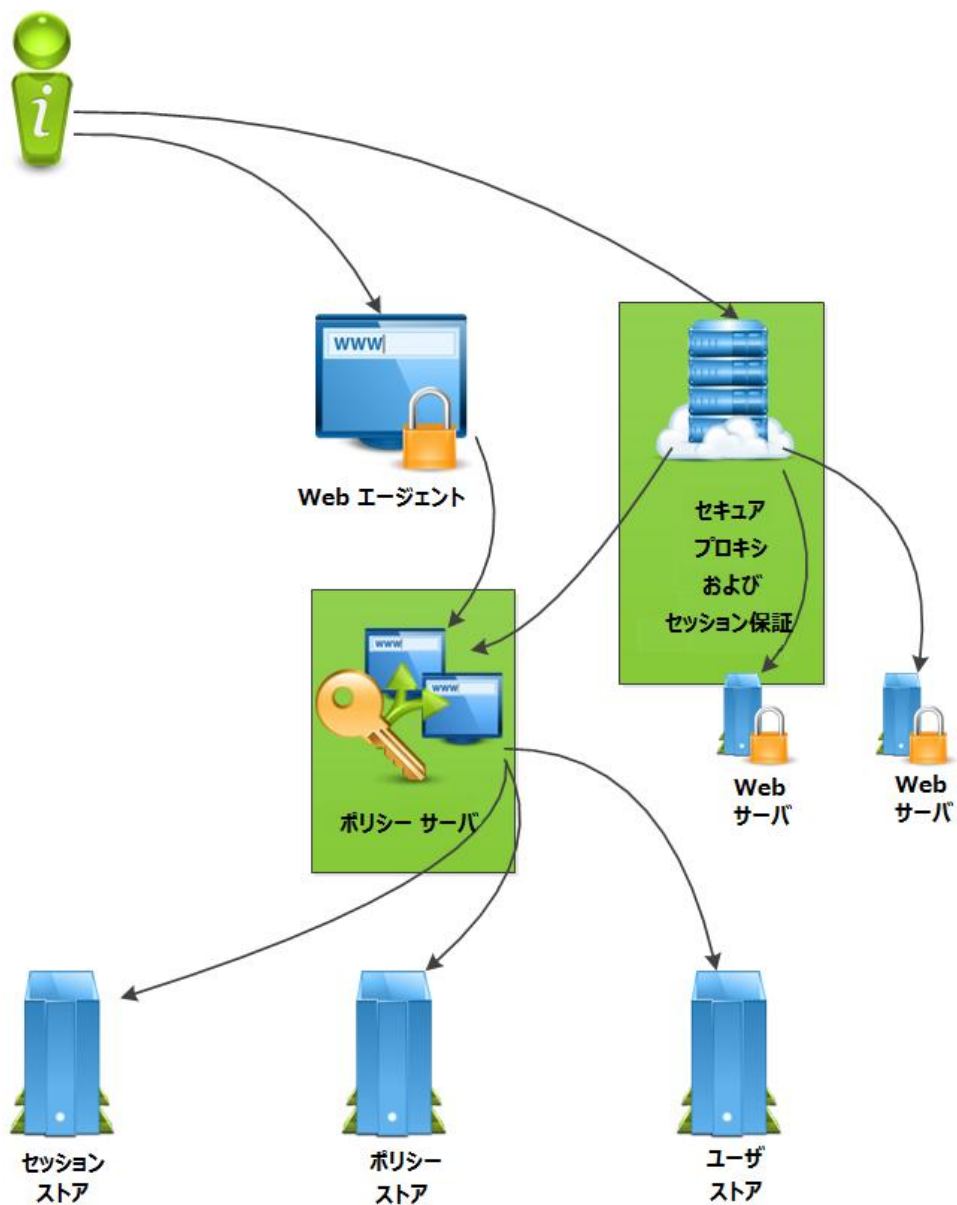 i
www
Web エージェント
セキュア
プロキシ
および
セッション保証
www
www
ポリシー サーバ
Web
サーバ
Web
サーバ
セッション
ストア
ポリシー
ストア
ユーザ
ストア